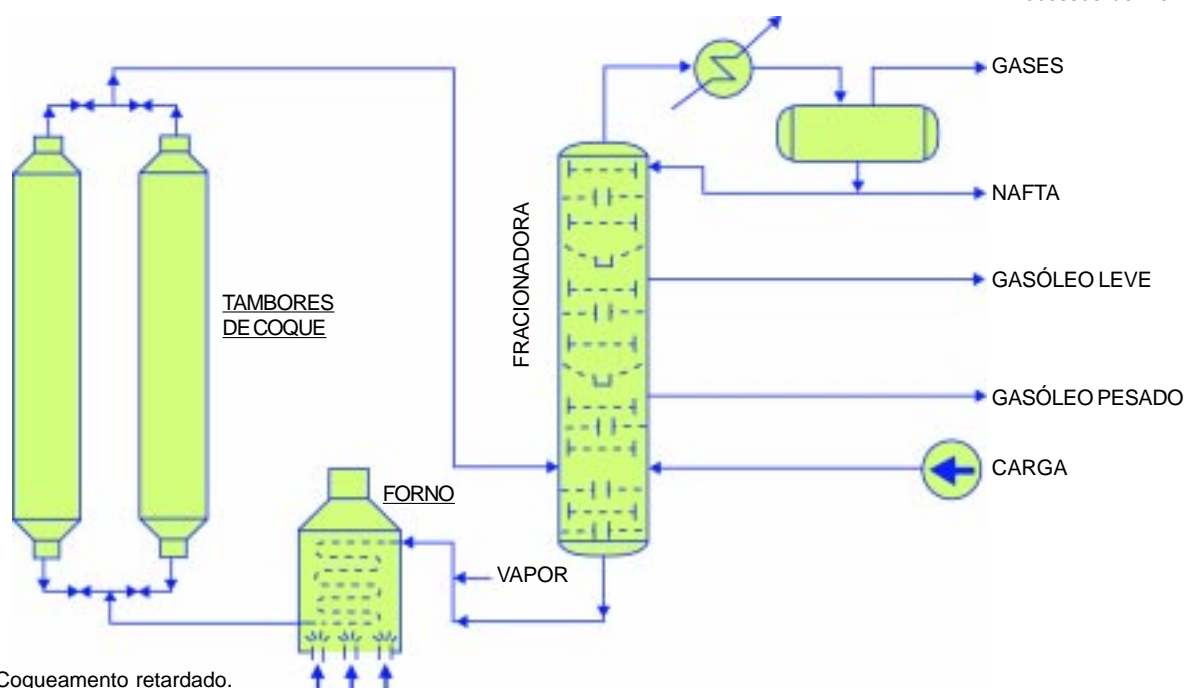 GASES
NAFTA
FRACIONADORA
GASÓLEO LEVE
TAMBORES
DE COQUE
GASÓLEO PESADO
CARGA
FORNO
VAPOR
Coqueamento retardado.